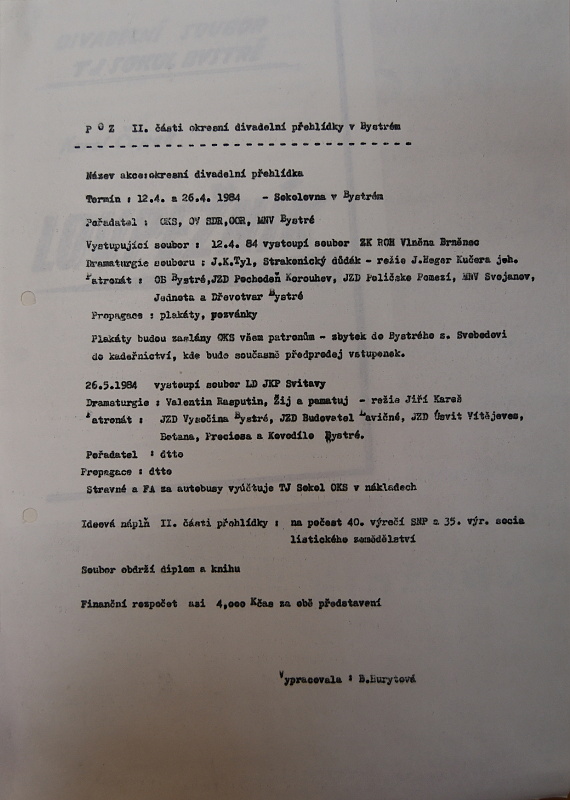 P O Z II. části okresní divadelní přehlídky v Bystrém
Název akce:okresní divadelní přehlídka
Termín : 12.4. a 26.4. 1984 - Sokolovna v Bystrém
Pořadatel : OKS, OV SDR,OOR, MNV Bystré
Vystupující soubor : 12.4. 84 vystoupí soubor ZK ROH Vlněna Brněnec
Dramaturgie souboru : J.K.Tyl, Strakonický dudák - režie J.Heger Kučera jeh.
Patronát : OB Bystré,JZD Pochodeň Korouhev, JZD Poličsko Pomezí, MNV Svojanov,
Jednota a Dřevotvar Bystré
Propagace : plakáty, pozvánky
Plakáty budou zaslány OKS všem patronům - zbytek do Bystrého s. Svobodovi
do kadeřnictví, kde bude současně předprodej vstupenek.
26.5.1984 vystoupí soubor LD JKP Svitavy
Dramaturgie : Valentin Rasputin, Žij a pamatuj - režie Jiří Kareš
Patronát : JZD Vysočina Bystré, JZD Budovatel Lavičné, JZD Úsvit Vítějeves,
Betana, Preciosa a Kovodílo Bystré.
Pořadatel : dtto
Propagace : dtto
Stravné a FA za autobusy vyúčtuje TJ Sokol OKS v nákladech
Ideová náplň II. části přehlídky : na počest 40. výročí SNP a 35. výr. socia
listického zemědělství
Soubor obdrží diplom a knihu
Finanční rozpočet asi 4,000 Kčas za obě představení
Vypracovala : B.Burytová